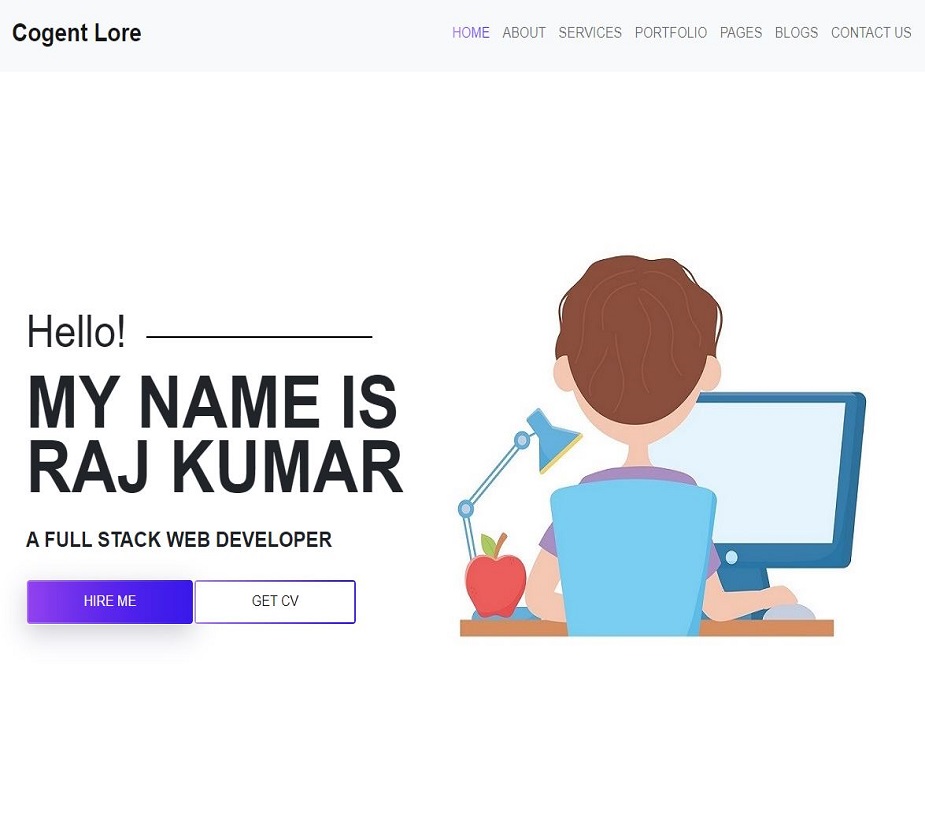 Cogent Lore
HOME ABOUT SERVICES PORTFOLIO PAGES BLOGS CONTACT US
Hello!
MY NAME IS
RAJ KUMAR
A FULL STACK WEB DEVELOPER
HIRE ME
GET CV